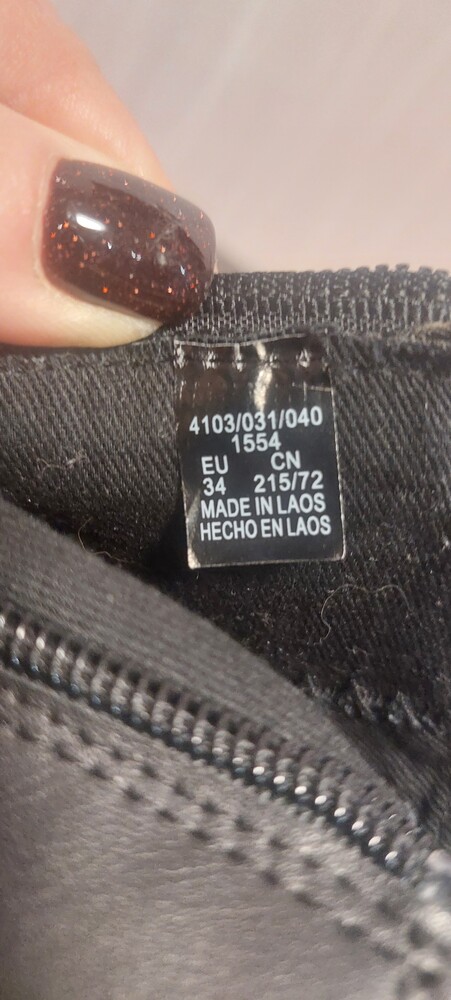 4103/031/040
1554
EU CN
34 215/72
MADE IN LAOS
HECHO EN LAOS